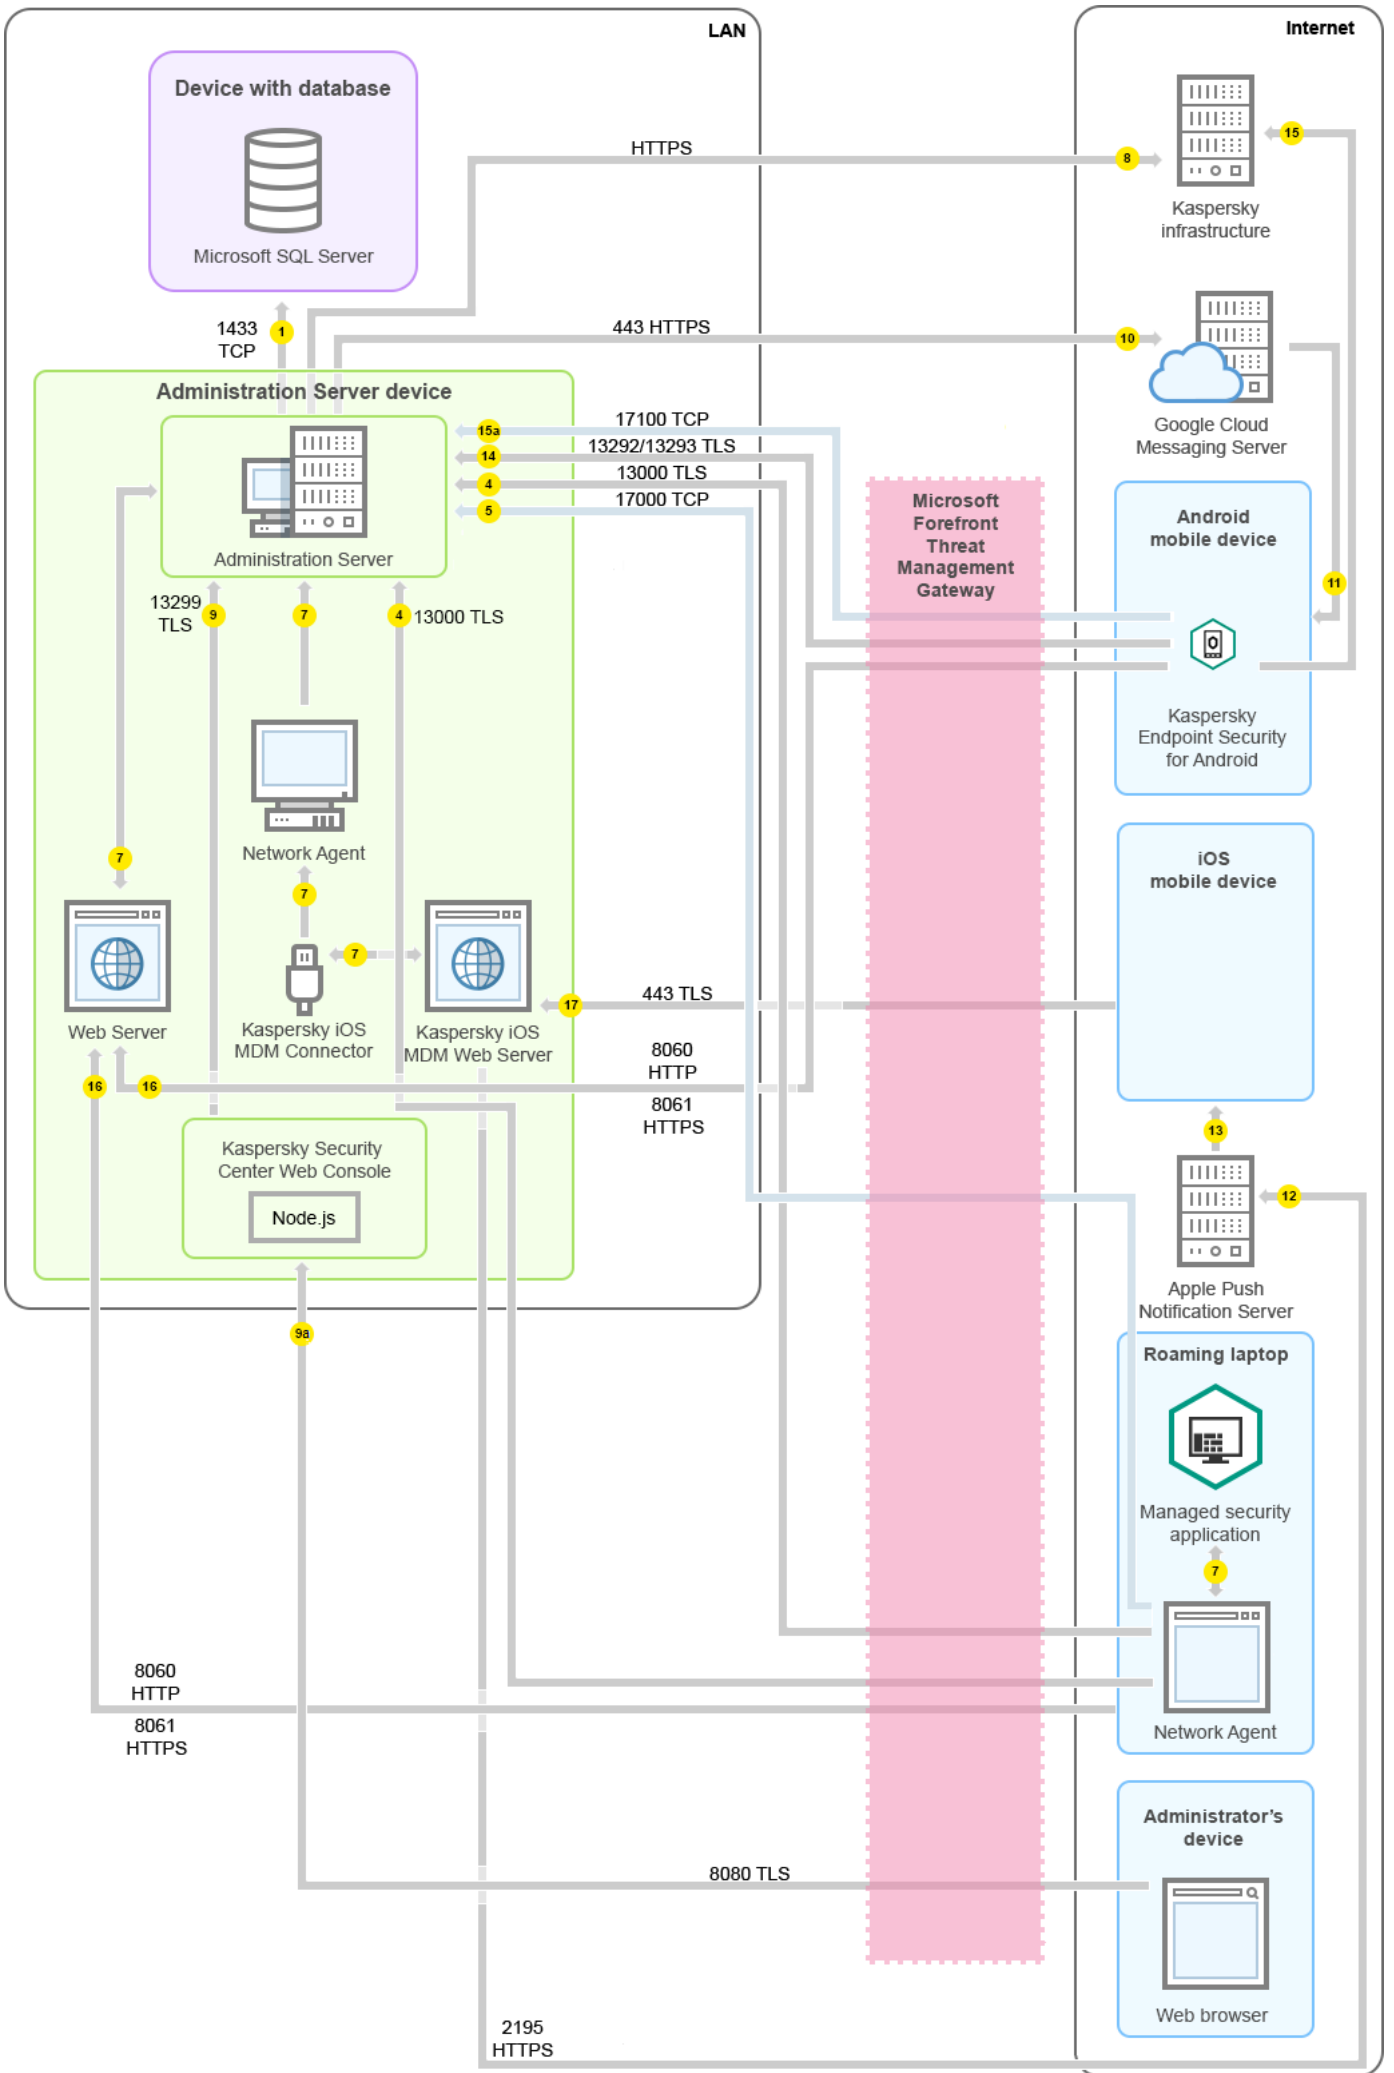 LAN
Internet
Device with database
Microsoft SQL Server
HTTPS
8
15
Kaspersky
infrastructure
1433
TCP
1
443 HTTPS
10
Google Cloud
Messaging Server
Administration Server device
Administration Server
17100 TCP
15a
13292/13293 TLS
14
13000 TLS
4
17000 TCP
5
Microsoft
Forefront
Threat
Management
Gateway
Android
mobile device
11
Kaspersky
Endpoint Security
for Android
13299
TLS
9
7
4
13000 TLS
Network Agent
7
7
7
Web Server
Kaspersky iOS
MDM Connector
Kaspersky iOS
MDM Web Server
iOS
mobile device
17
443 TLS
16
16
8060
HTTP
8061
HTTPS
13
12
Apple Push
Notification Server
Kaspersky Security
Center Web Console
Node.js
9a
Roaming laptop
Managed security
application
7
Network Agent
8060
HTTP
8061
HTTPS
Administrator's
device
8080 TLS
Web browser
2195
HTTPS